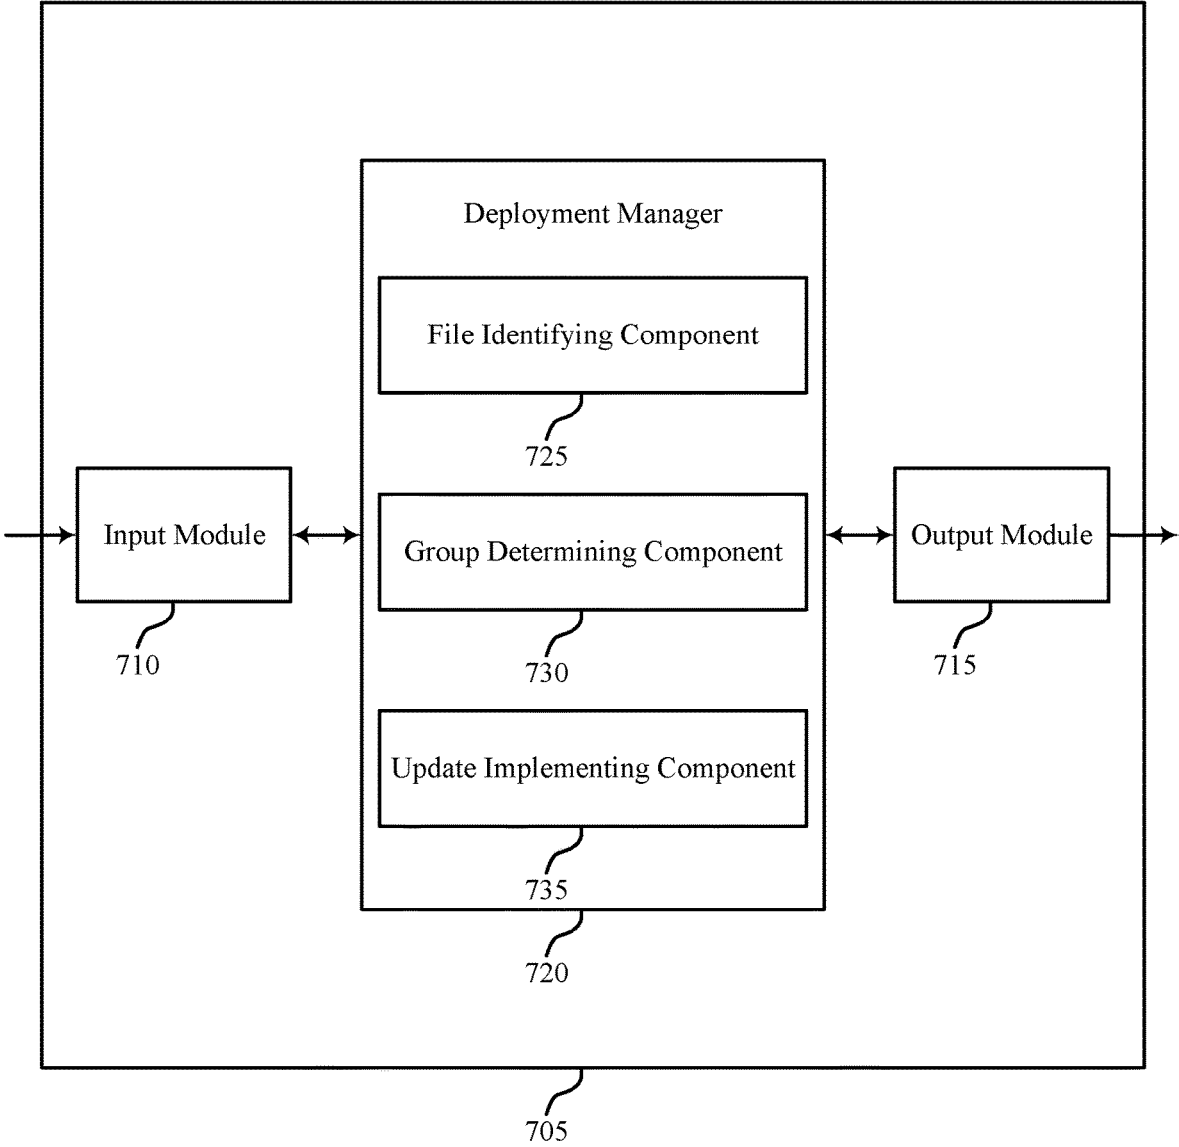 Deployment Manager
File Identifying Component
725
Input Module
710
Group Determining Component
730
Output Module
715
Update Implementing Component
735
720
705